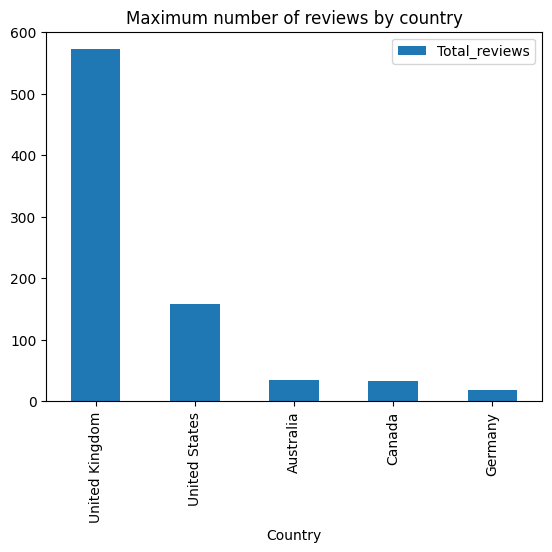 Maximum number of reviews by country
Total_reviews
600
500
400
300
200
100
0
United Kingdom
United States
Australia
Canada
Germany
Country